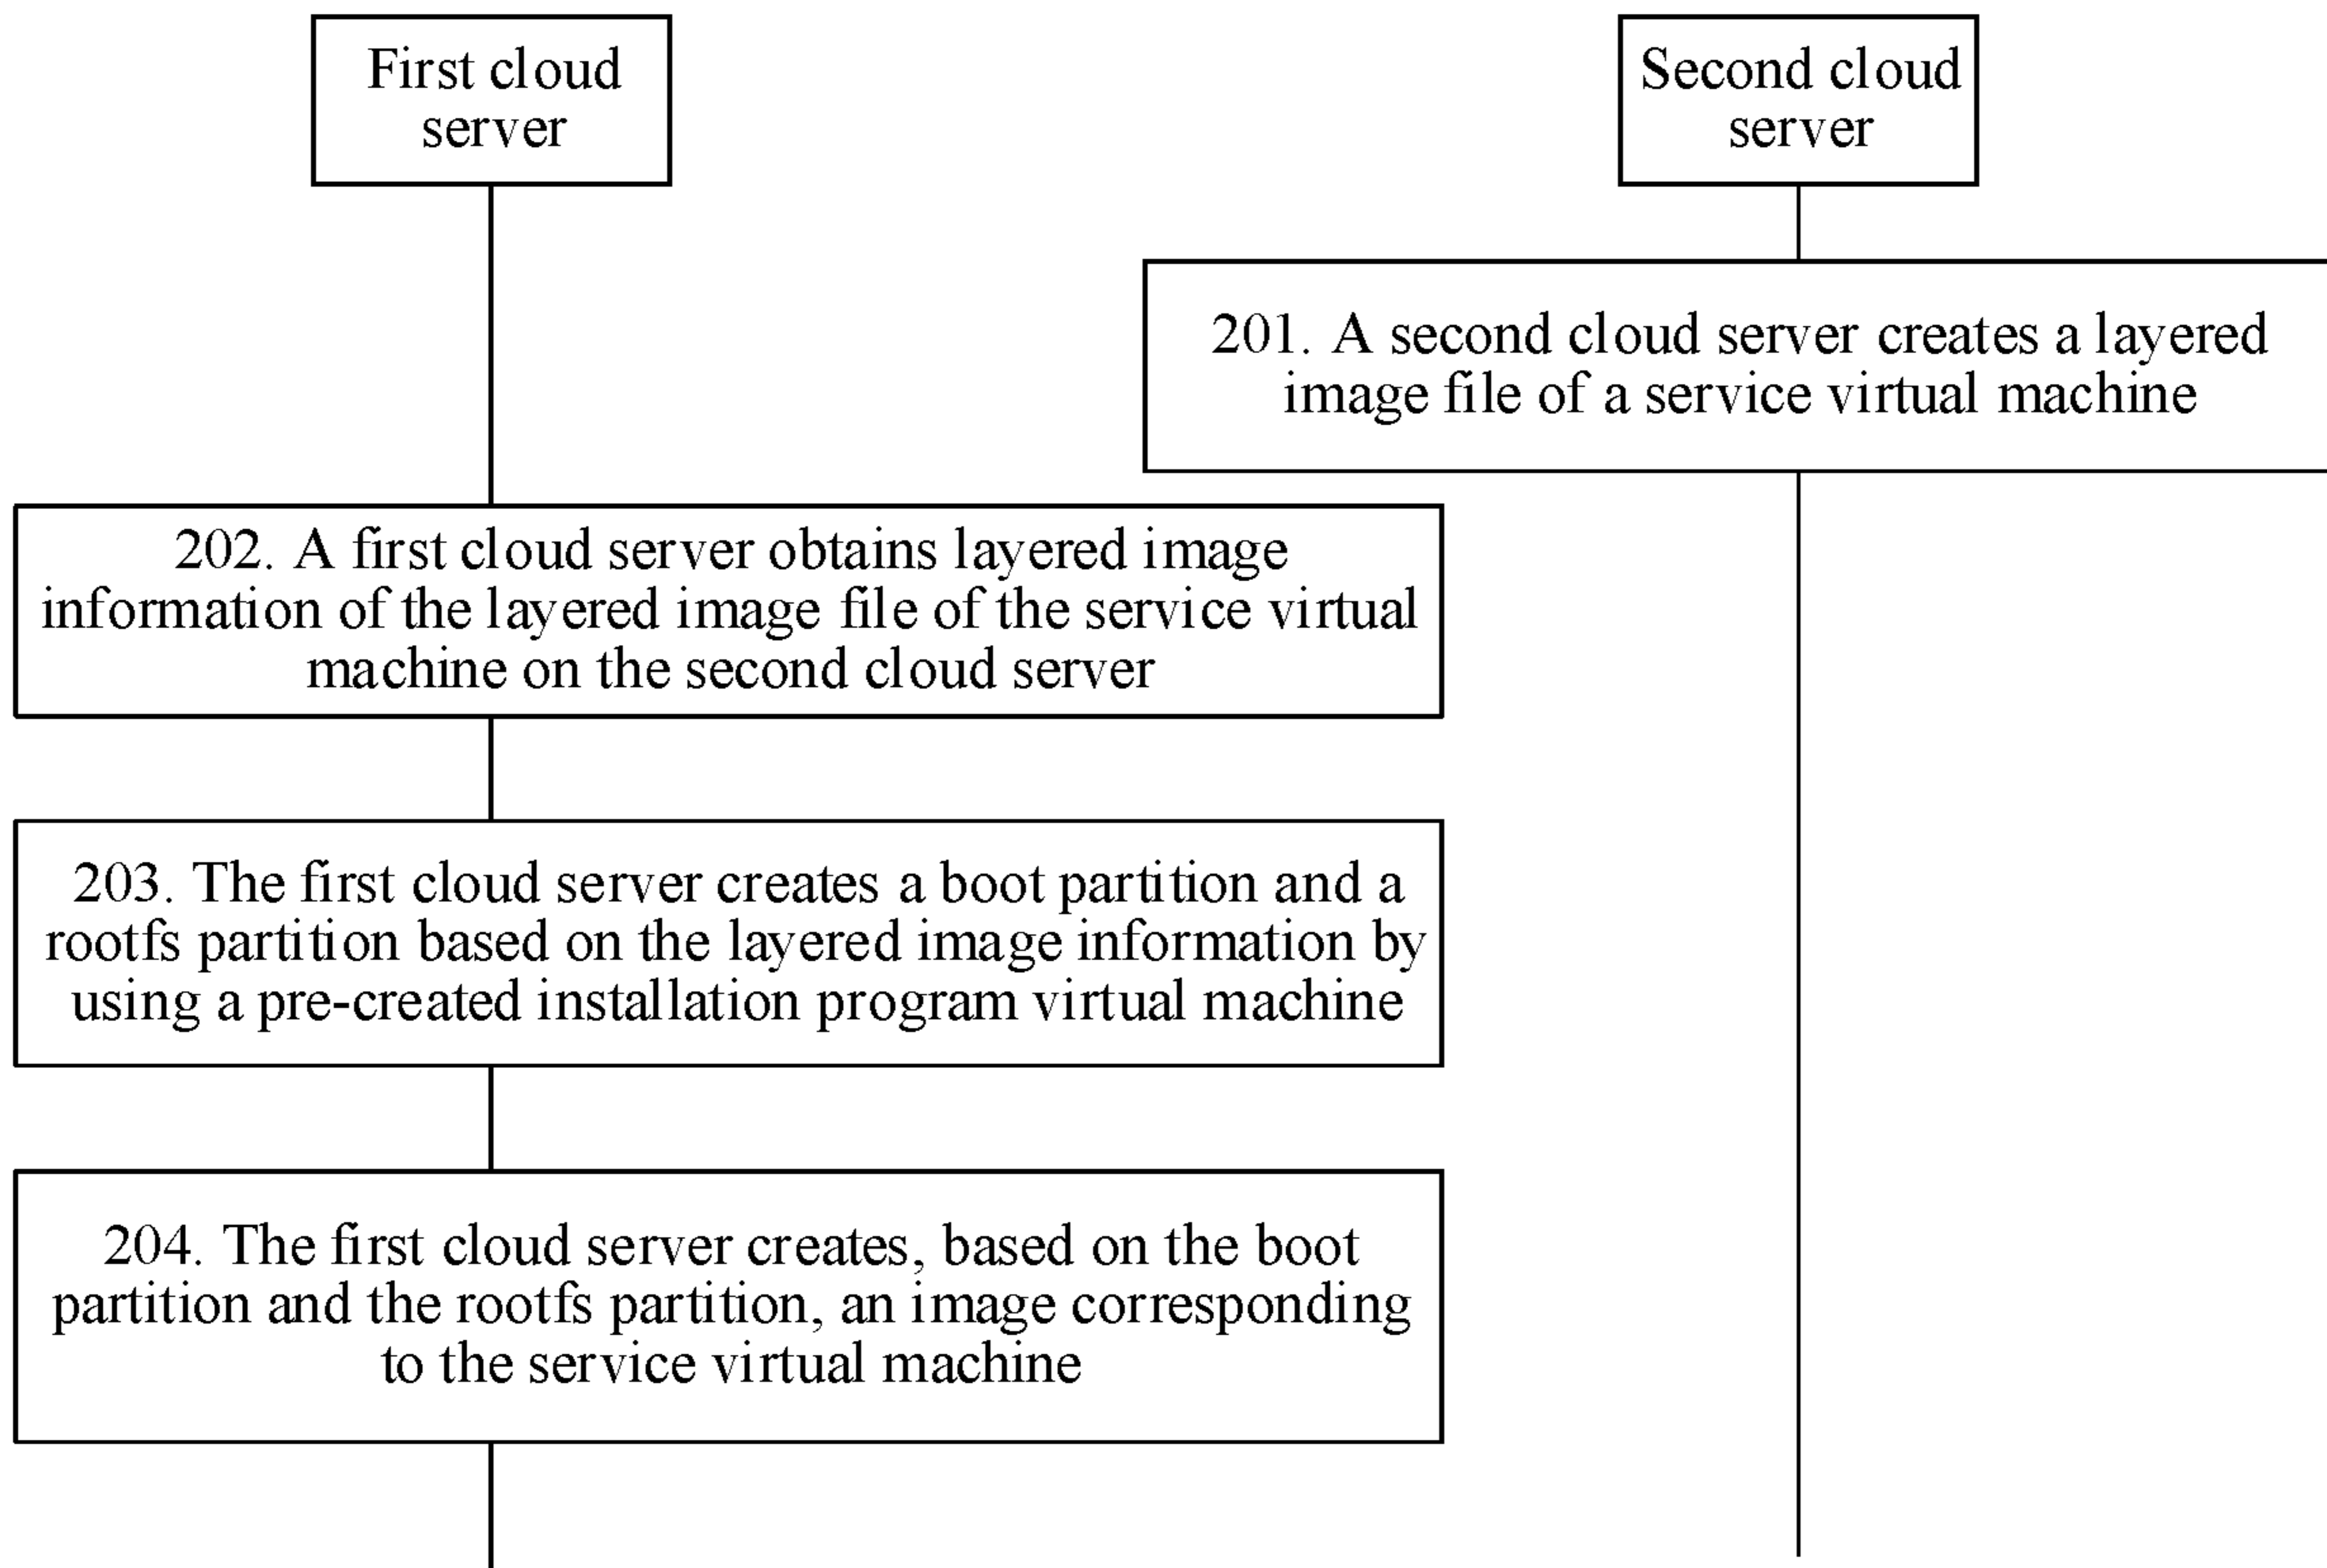 First cloud
server
Second cloud
server
201. A second cloud server creates a layered
image file of a service virtual machine
202. A first cloud server obtains layered image
information of the layered image file of the service virtual
machine on the second cloud server
203. The first cloud server creates a boot partition and a
rootfs partition based on the layered image information by
using a pre-created installation program virtual machine
204. The first cloud server creates, based on the boot
partition and the rootfs partition, an image corresponding
to the service virtual machine